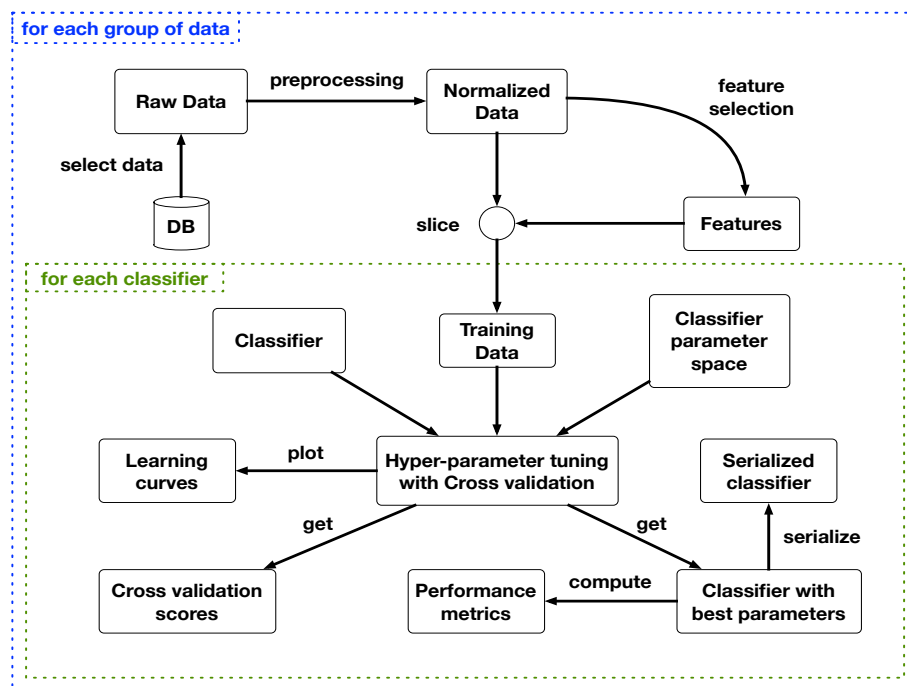 for each group of data
preprocessing
Raw Data
Normalized
Data
feature
selection
select data
DB
slice
Features
for each classifier
Classifier
Training
Data
Classifier
parameter
space
Learning
curves
plot
Hyper-parameter tuning
with Cross validation
Serialized
classifier
get
get
serialize
Cross validation
scores
Performance
metrics
compute
Classifier with
best parameters